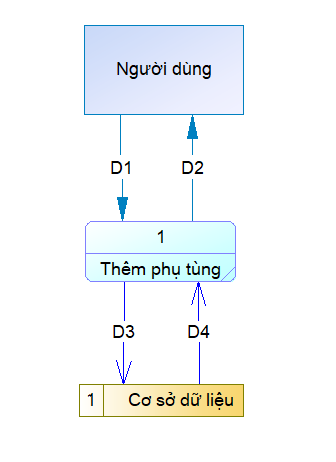 Người dùng
D1
D2
1
Thêm phụ tùng
D3
D4
1
Cơ sở dữ liệu